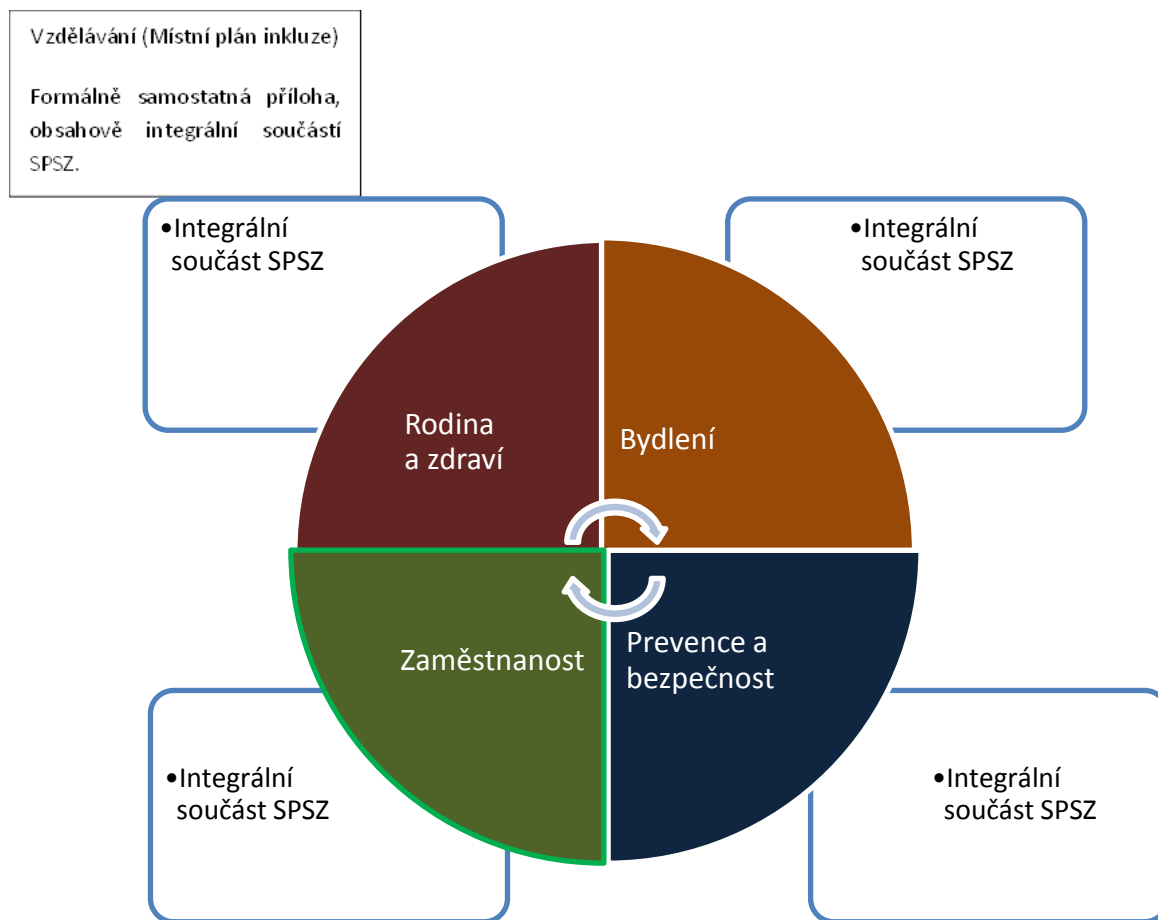 Vzdělávání (Místní plán inkluze)
Formálně samostatná příloha,
obsahově integrální součástí
SPSZ.
•Integrální
součást SPSZ
•Integrální
součást SPSZ
Rodina
a zdraví
Bydlení
Zaměstnanost
Prevence a
bezpečnost
•Integrální
součást SPSZ
•Integrální
součást SPSZ